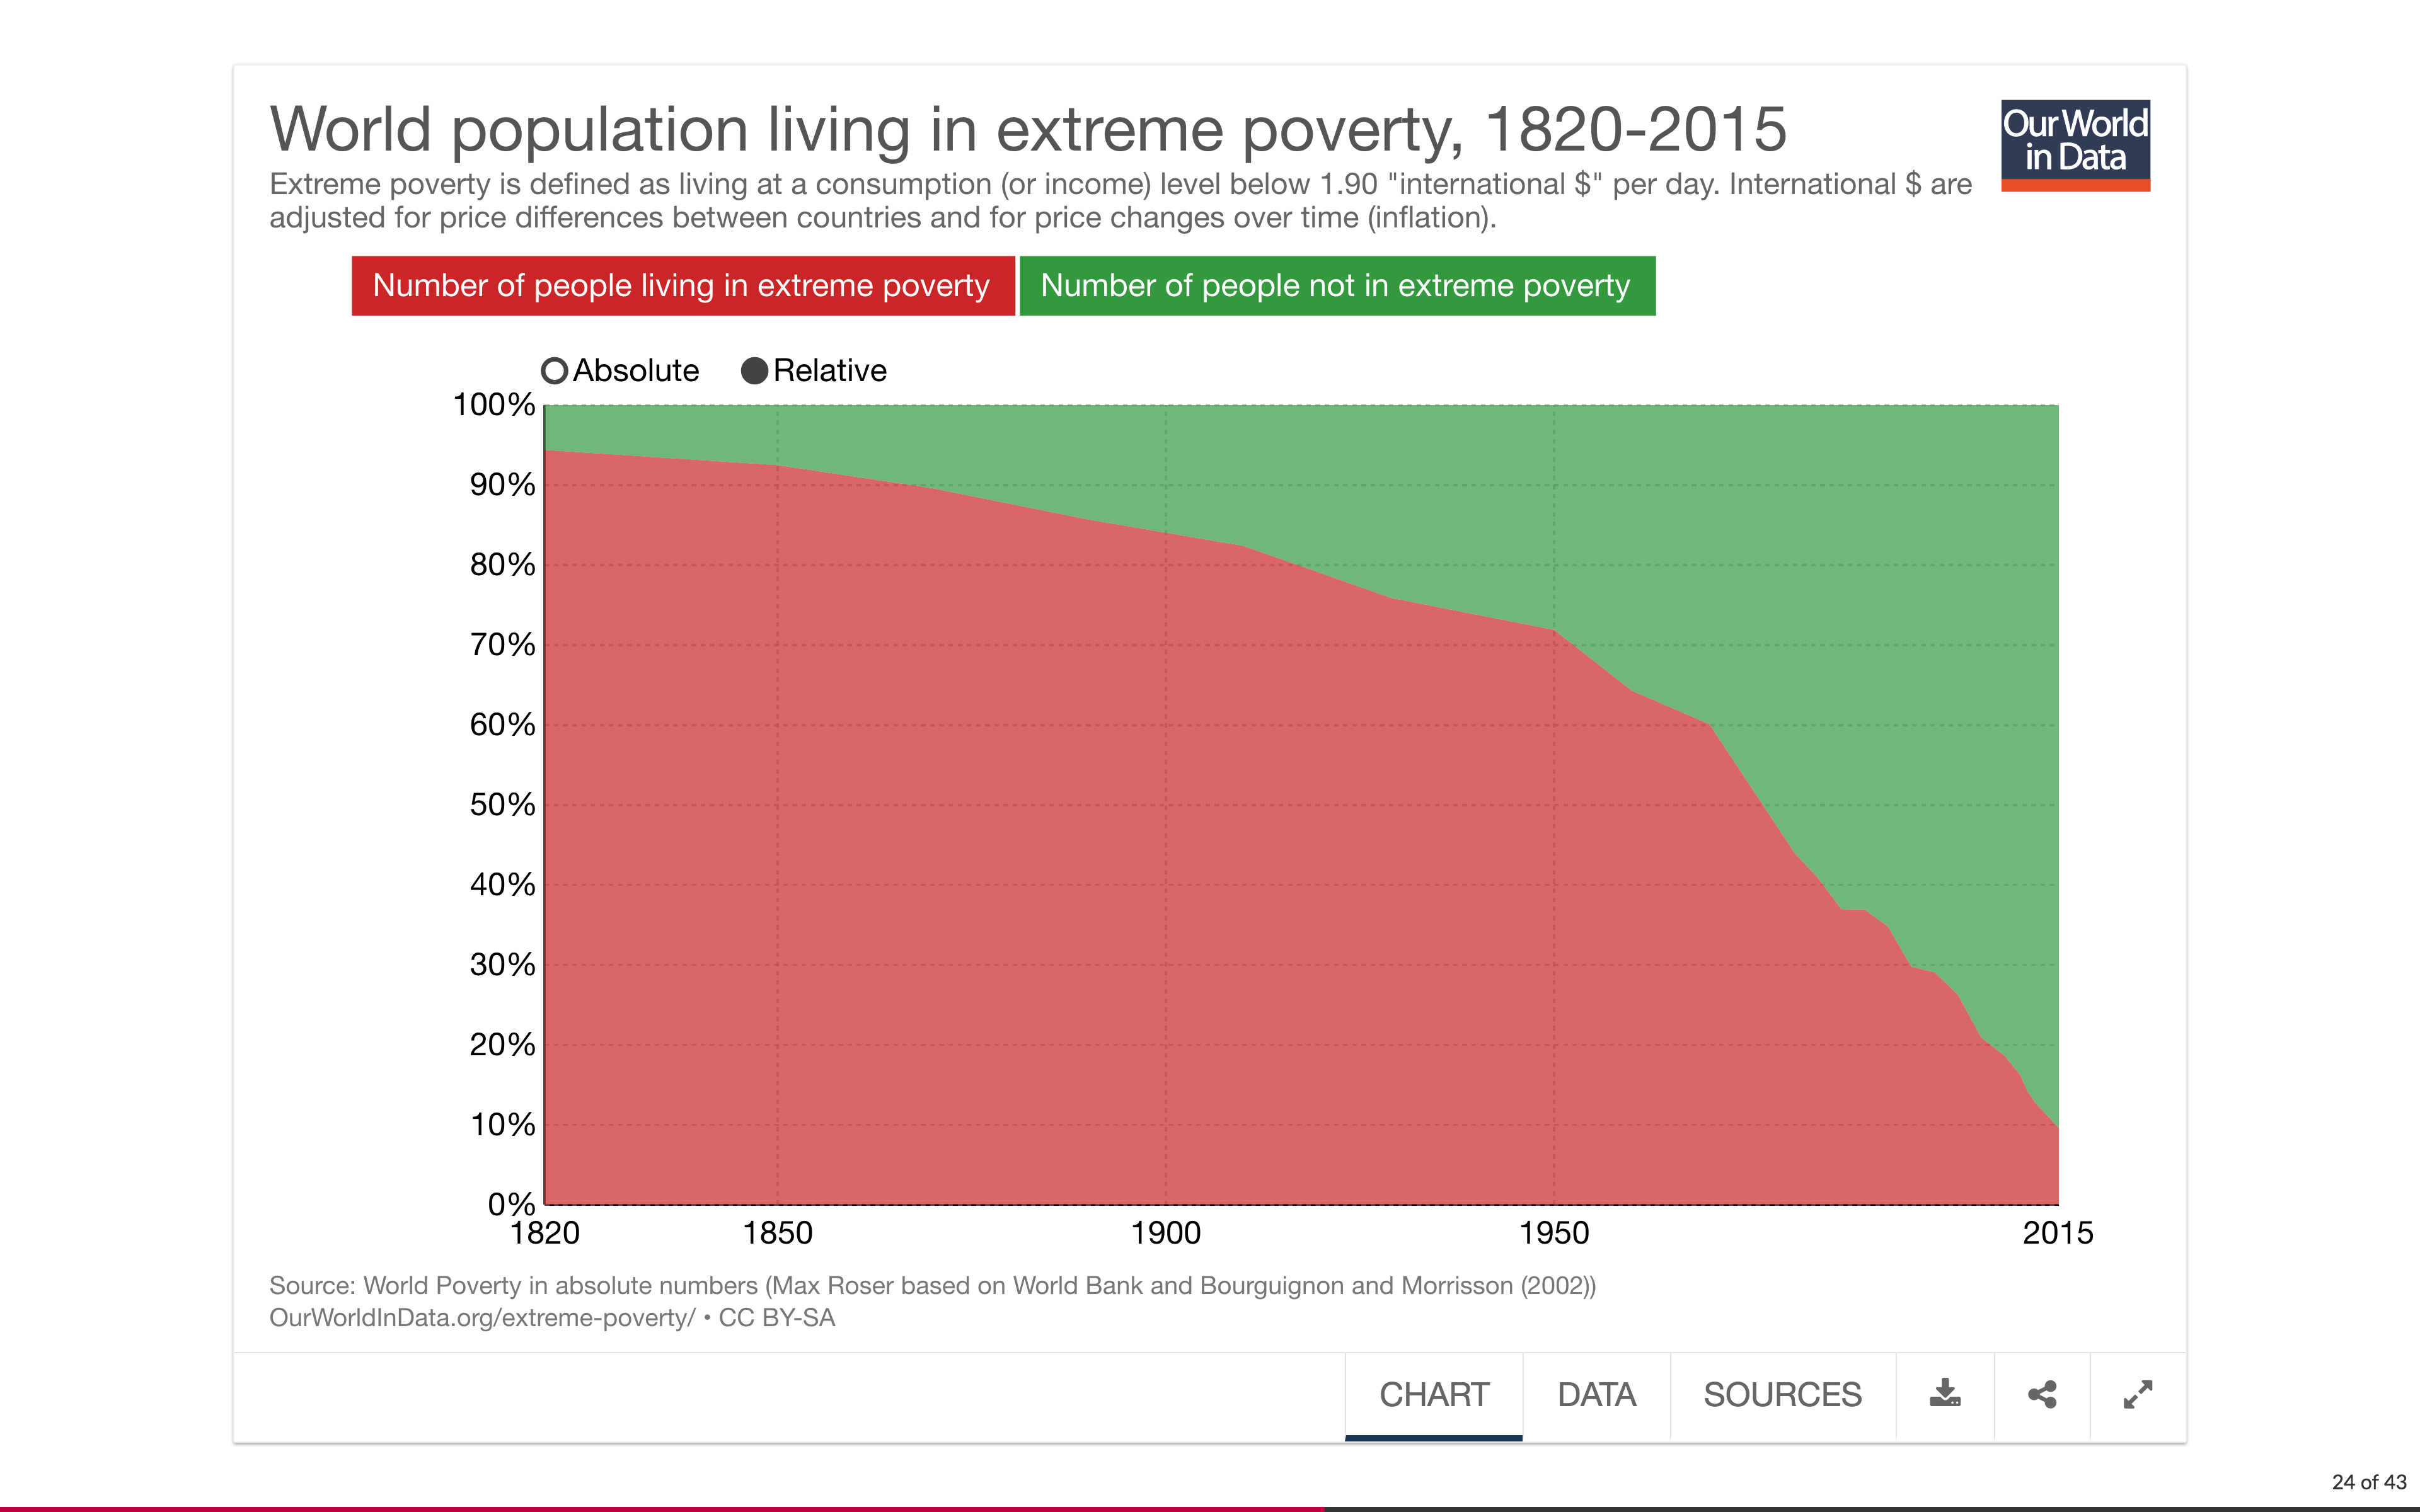 World population living in extreme poverty, 1820-2015
Our World
in Data
Extreme poverty is defined as living at a consumption (or income) level below 1.90 "international $" per day. International $ are
adjusted for price differences between countries and for price changes over time (inflation).
Number of people living in extreme poverty
Number of people not in extreme poverty
Absolute
Relative
100%
90%
80%
70%
60%
50%
40%
30%
20%
10%
0%
1820
1850
1900
1950
2015
Source: World Poverty in absolute numbers (Max Roser based on World Bank and Bourguignon and Morrisson (2002))
OurWorldInData.org/extreme-poverty/ • CC BY-SA
CHART
DATA
SOURCES
24 of 43